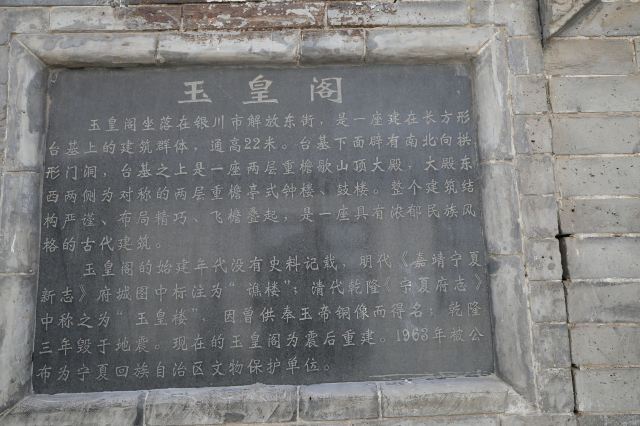 玉皇阁
玉皇阁坐落在银川市解放东街，是一座建在长方形
台基上的建筑群体，通高22米。台基下面辟有南北向拱
形门洞，台基之上是一座两层重檐歇山顶大殿，大殿东
西两侧为对称的两层重檐亭式钟楼、鼓楼。整个建筑结
构严谨、布局精巧、飞檐叠起，是一座具有浓郁民族风
格的古代建筑。
玉皇阁的始建年代没有史料记载，明代《嘉靖宁夏
新志》府城图中标注为“谯楼”；清代乾隆《宁夏府志》
中称之为“玉皇楼”，因曾供奉玉帝铜像而得名；乾隆
三年毁于地震。现在的玉皇阁为震后重建。1963年被公
布为宁夏回族自治区文物保护单位。